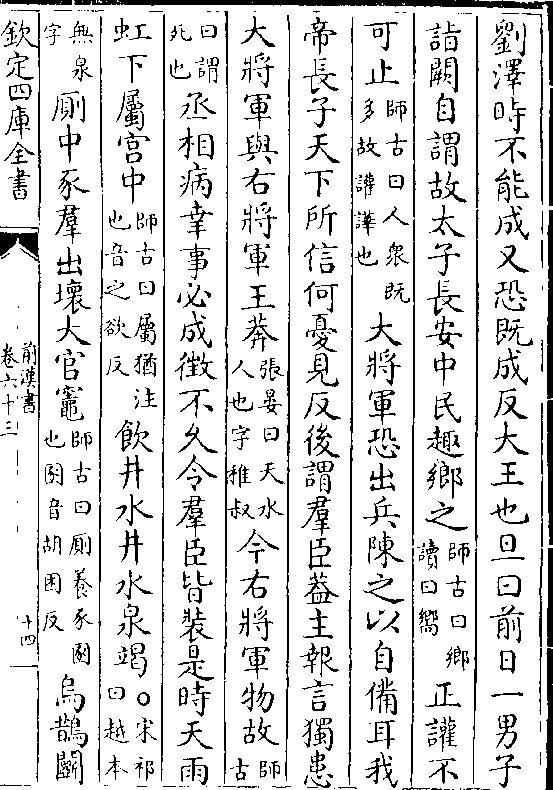 劉澤時不能成又恐既成反大王也旦曰前日一男子
詣闕自謂故太子長安中民趣鄉之師古曰鄉讀曰嚮正讙不
可止師古曰人衆既多故讙譁也大將軍恐出兵陳之以自備耳我
帝長子天下所信何憂見反後謂羣臣葢主報言獨患
大將軍與右將軍王莽張晏曰天水人也字稚叔今右將軍物故師古
曰謂死也丞相病幸事必成徵不久令羣臣皆裝是時天雨
虹下屬宫中師古曰屬猶注也音之欲反飲井水井水泉竭○宋祁曰越本
無泉字厠中豕羣出壞大官竈師古曰厠養豕圂也圂音胡困反烏鵲鬭
欽定四庫全書
前漢書
卷六十三
十四